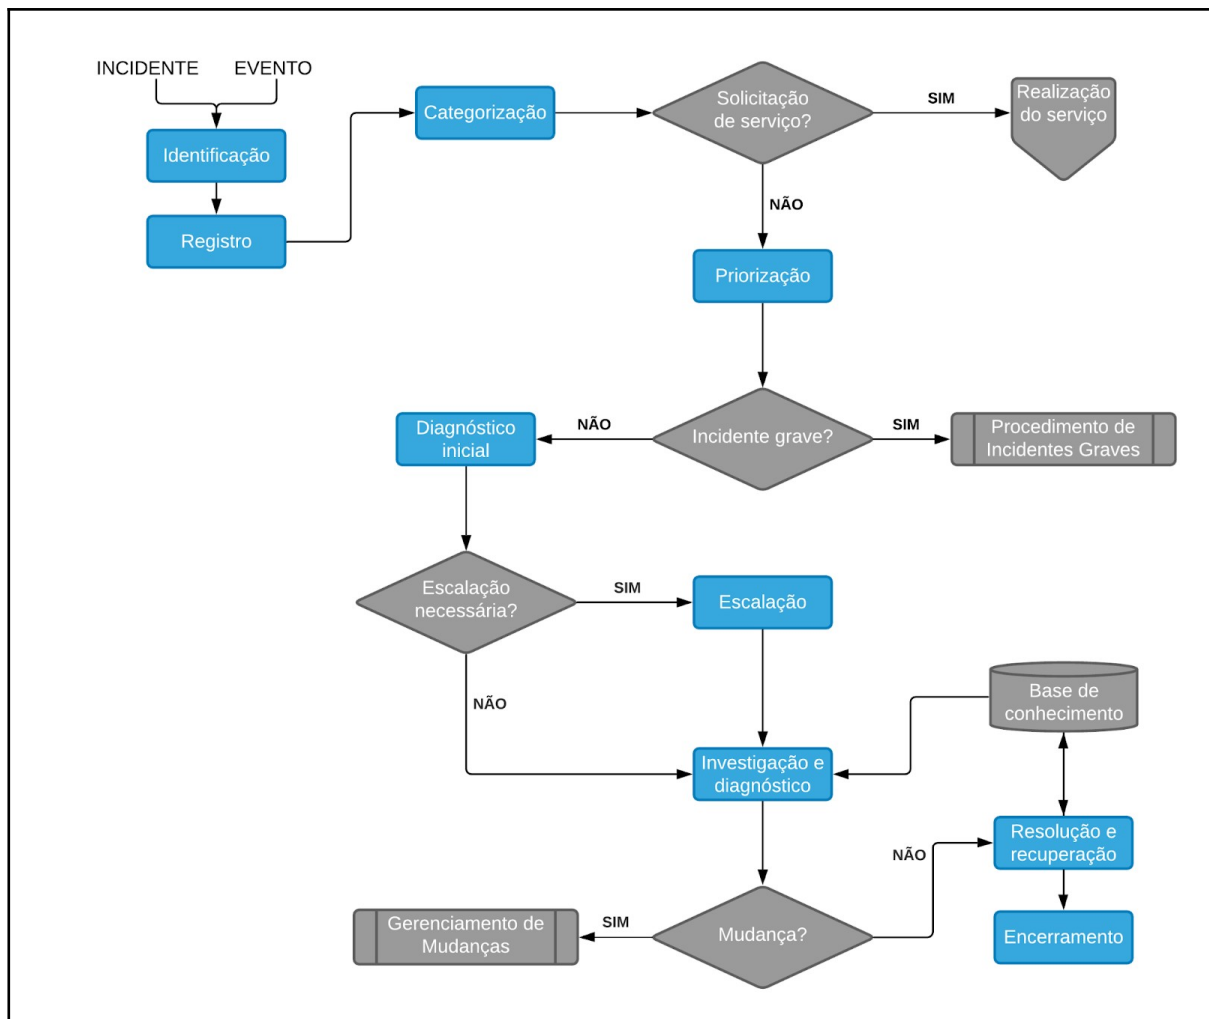 INCIDENTE
EVENTO
Identificação
Registro
Categorização
Solicitação
de serviço?
SIM
Realização
do serviço
NÃO
Priorização
Diagnóstico
inicial
NÃO
Incidente grave?
SIM
Procedimento de
Incidentes Graves
Escalação
necessária?
SIM
Escalação
NÃO
Base de
conhecimento
Investigação e
diagnóstico
Resolução e
recuperação
NÃO
Gerenciamento de
Mudanças
SIM
Mudança?
Encerramento